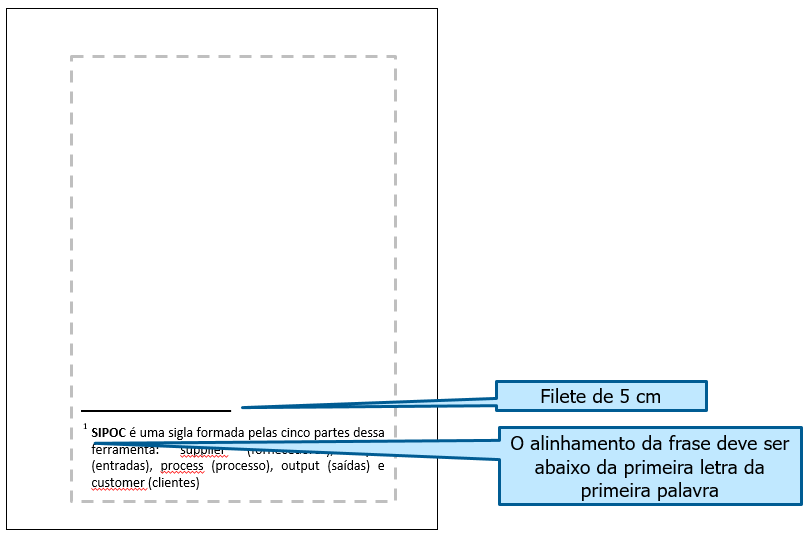 Filete de 5 cm
1 SIPOC é uma sigla formada pelas cinco partes dessa
ferramenta: supplier
(entradas), process (processo), output (saídas) e
customer (clientes)
O alinhamento da frase deve ser
abaixo da primeira letra da
primeira palavra